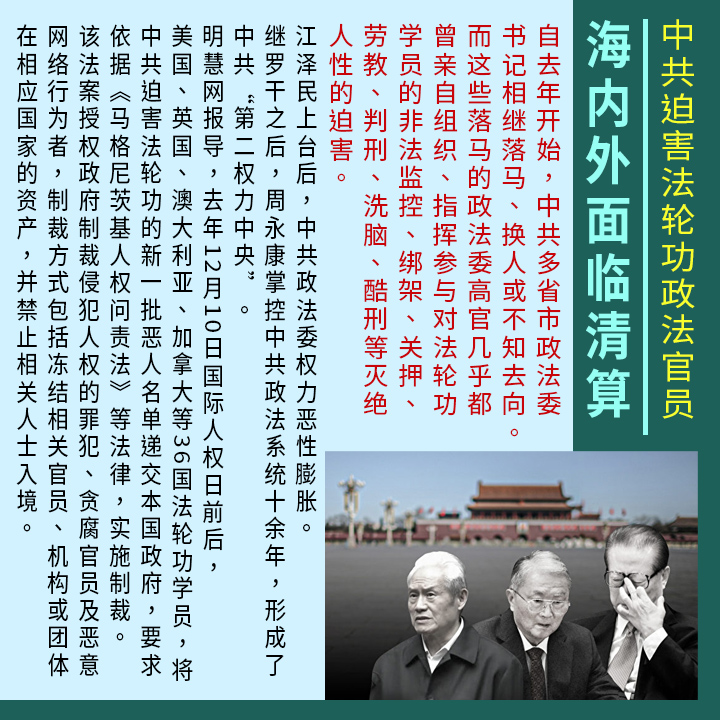 中共迫害法轮功政法官员
海内外面临清算
自去年开始，中共多省市政法委
书记相继落马、换人或不知去向。
而这些落马的政法委高官几乎都
曾亲自组织、指挥参与对法轮功
学员的非法监控、绑架、关押、
劳教、判刑、洗脑、酷刑等灭绝
人性的迫害。
江泽民上台后，中共政法委权力恶性膨胀。
继罗干之后，周永康掌控中共政法系统十余年，形成了
中共“第二权力中央”。
明慧网报导，去年12月10日国际人权日前后，
美国、英国、澳大利亚、加拿大等36国法轮功学员，将
中共迫害法轮功的新一批恶人名单递交本国政府，要求
依据《马格尼茨基人权问责法》等法律，实施制裁。
该法案授权政府制裁侵犯人权的罪犯、贪腐官员及恶意
网络行为者，制裁方式包括冻结相关官员、机构或团体
在相应国家的资产，并禁止相关人士入境。